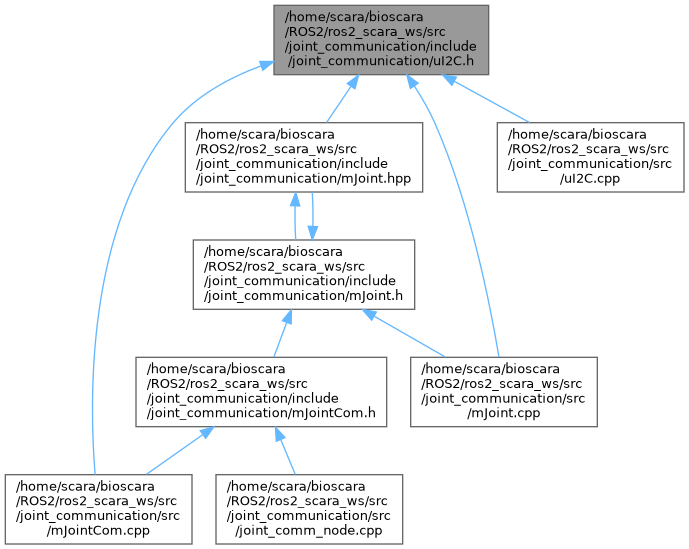 /home/scara/bioscara
/ROS2/ros2_scara_ws/src
/joint_communication/include
/joint_communication/uI2C.h
/home/scara/bioscara
/ROS2/ros2_scara_ws/src
/joint_communication/include
/joint_communication/mJoint.hpp
/home/scara/bioscara
/ROS2/ros2_scara_ws/src
/joint_communication/src
/uI2C.cpp
/home/scara/bioscara
/ROS2/ros2_scara_ws/src
/joint_communication/include
/joint_communication/mJoint.h
/home/scara/bioscara
/ROS2/ros2_scara_ws/src
/joint_communication/include
/joint_communication/mJointCom.h
/home/scara/bioscara
/ROS2/ros2_scara_ws/src
/joint_communication/src
/mJoint.cpp
/home/scara/bioscara
/ROS2/ros2_scara_ws/src
/joint_communication/src
/mJointCom.cpp
/home/scara/bioscara
/ROS2/ros2_scara_ws/src
/joint_communication/src
/joint_comm_node.cpp